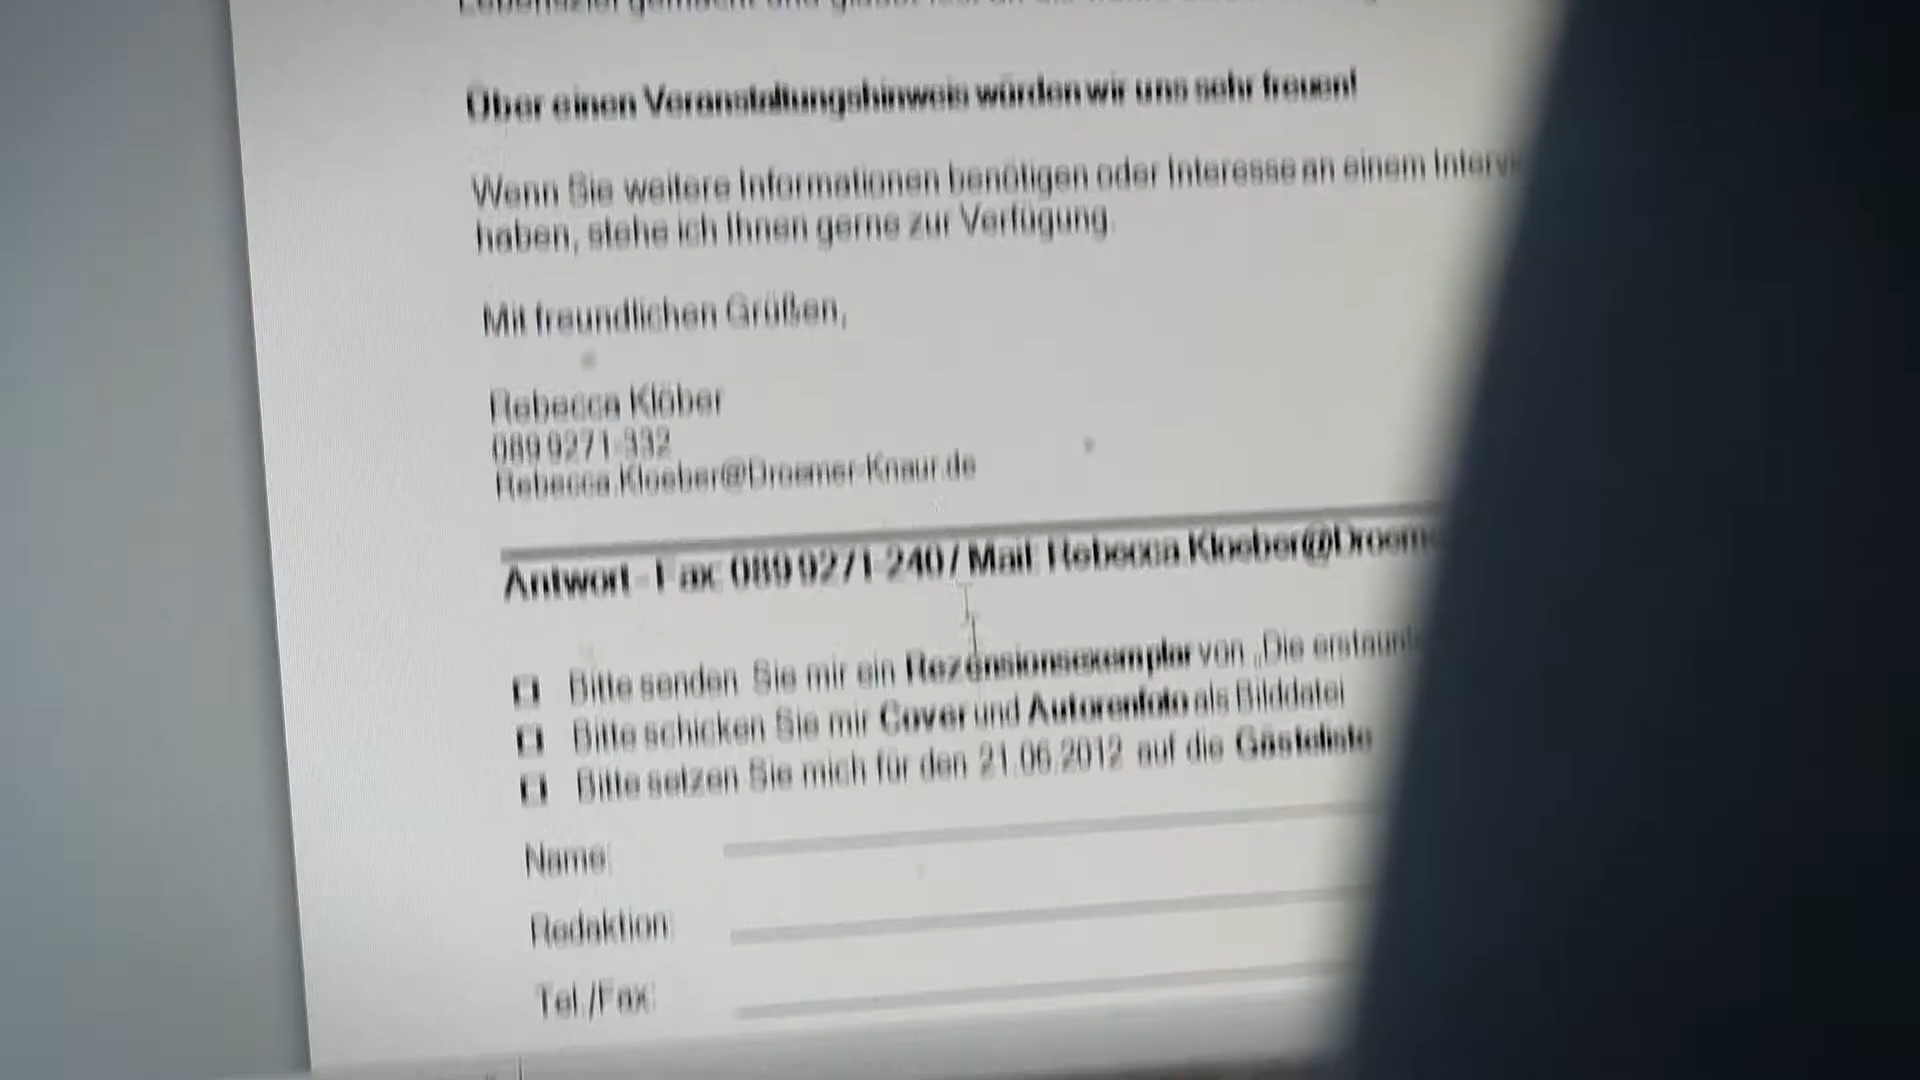 Über einen Veranstaltungshinweis würden wir uns sehr freuen!
Wenn Sie weitere Informationen benötigen oder Interesse an einem Interv
haben, stehe ich Ihnen gerne zur Verfügung.
Mit freundlichen Grüßen,
Rebecca Klöber
089 9271-332
Rebecca.Kloeber@Droemer-Knaur.de
Antwort - Fax 089 9271-240 / Mail: Rebecca.Kloeber@Droem
Bitte senden Sie mir ein Rezensionsexemplar von „Die erstaunl
Bitte schicken Sie mir Cover und Autorenfoto als Bilddatei
Bitte setzen Sie mich für den 21.06.2012 auf die Gästeliste
Name:
Redaktion:
Tel./Fax: